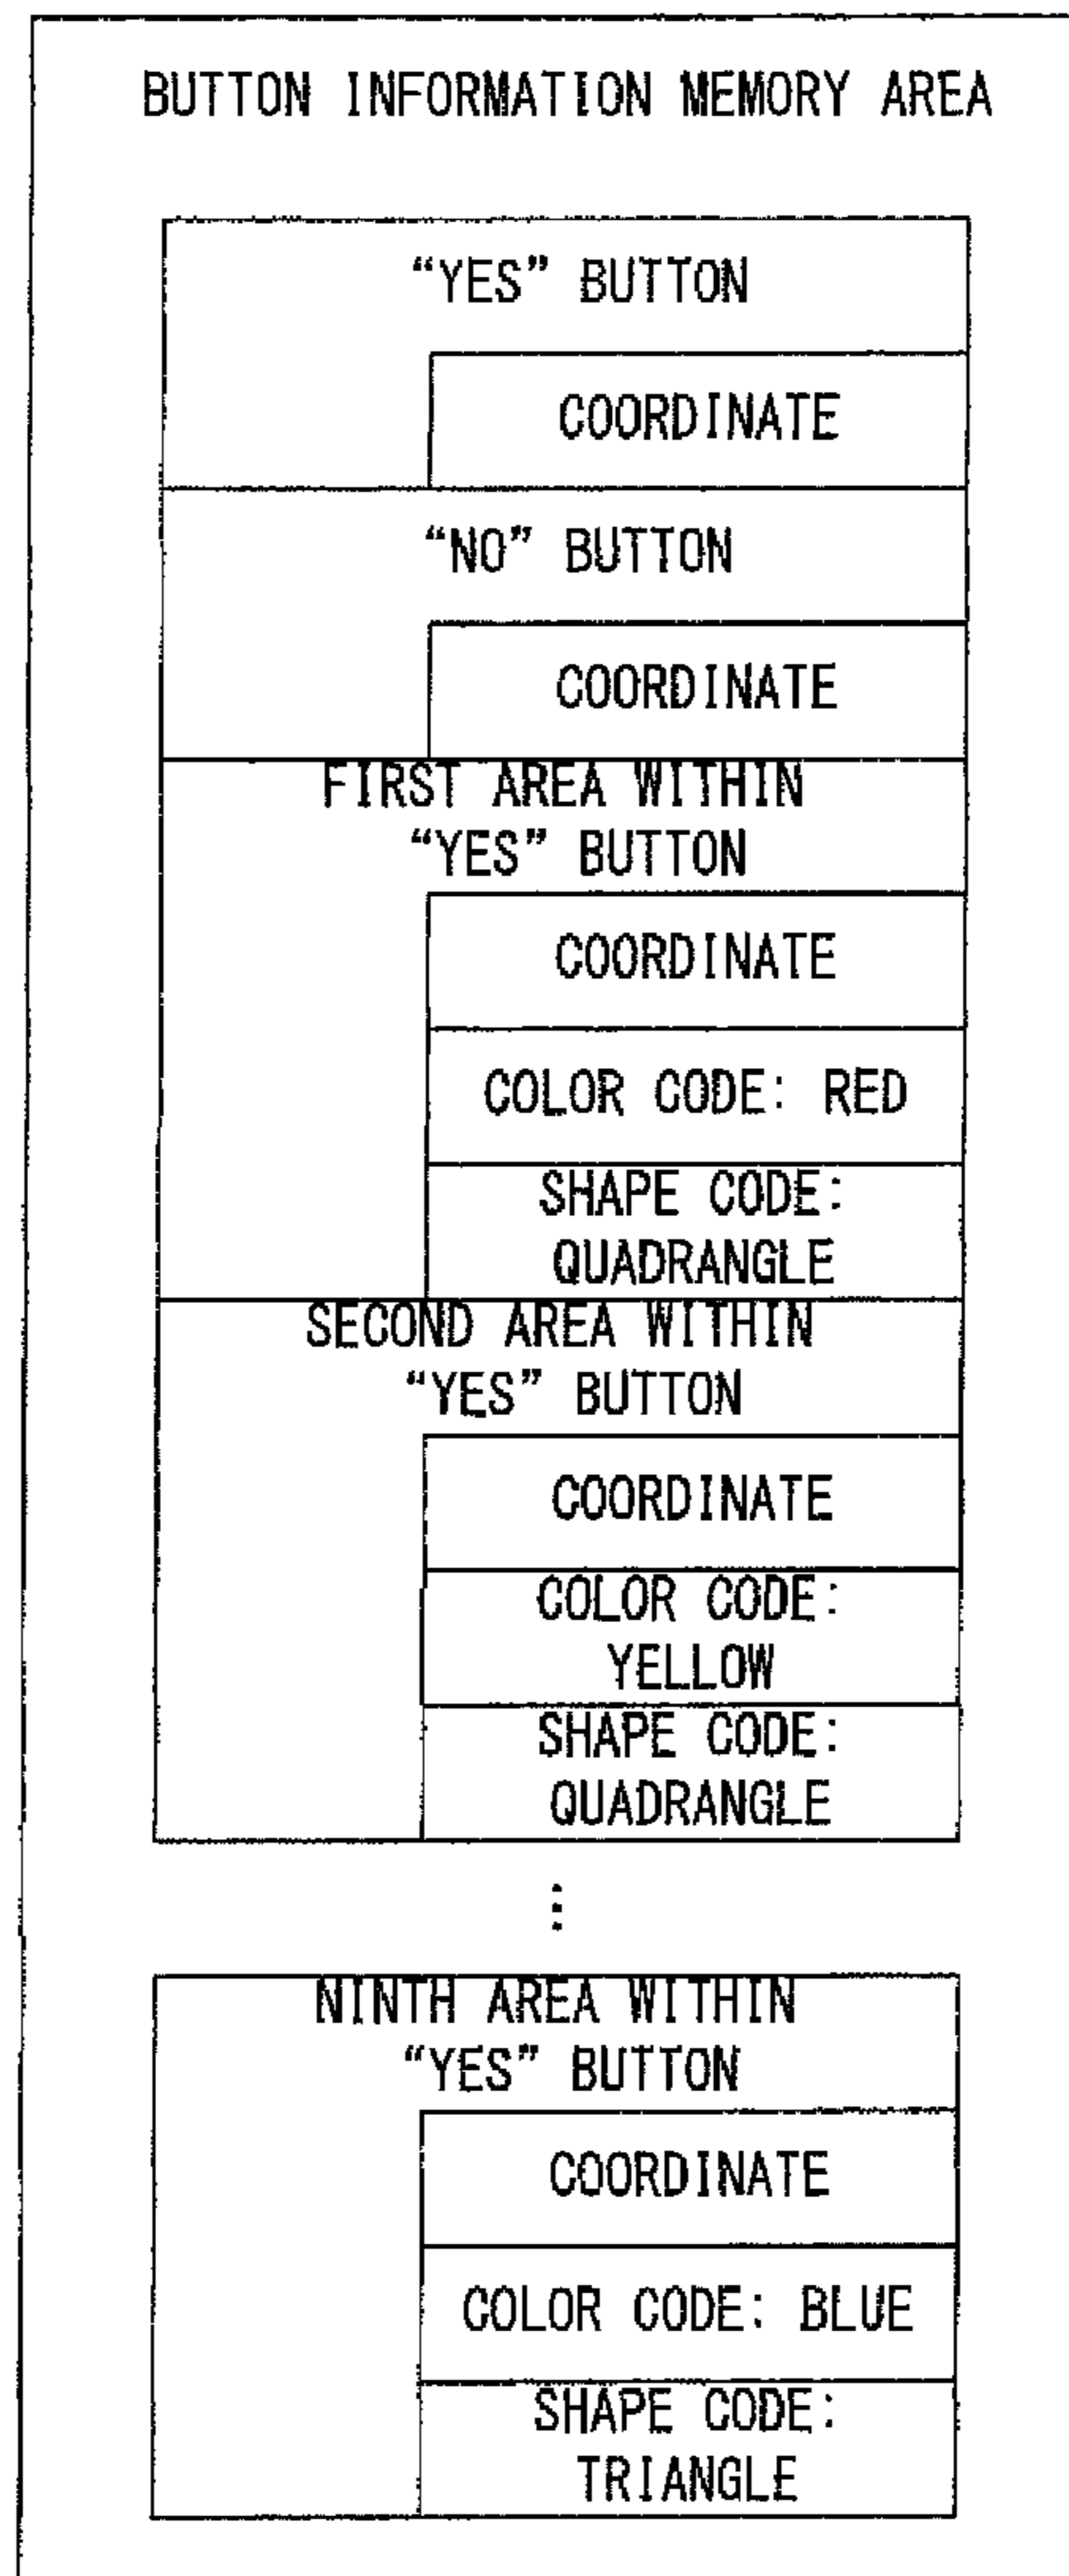 BUTTON INFORMATION MEMORY AREA
“YES” BUTTON
COORDINATE
“NO” BUTTON
COORDINATE
FIRST AREA WITHIN
“YES” BUTTON
COORDINATE
COLOR CODE: RED
SHAPE CODE:
QUADRANGLE
SECOND AREA WITHIN
“YES” BUTTON
COORDINATE
COLOR CODE:
YELLOW
SHAPE CODE:
QUADRANGLE
⋮
NINTH AREA WITHIN
“YES” BUTTON
COORDINATE
COLOR CODE: BLUE
SHAPE CODE:
TRIANGLE